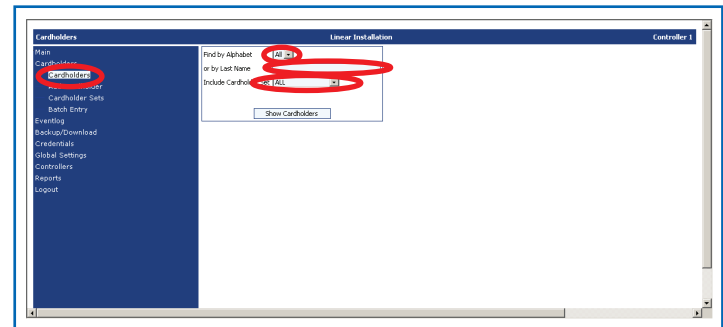 Cardholders Linear Installation Controller 1
Main
Cardholders
Cardholders
Cardholder Sets
Batch Entry
Eventlog
Backup/Download
Credentials
Global Settings
Controllers
Reports
Logout
Find by Alphabet All
or by Last Name
Include ALL
Show Cardholders